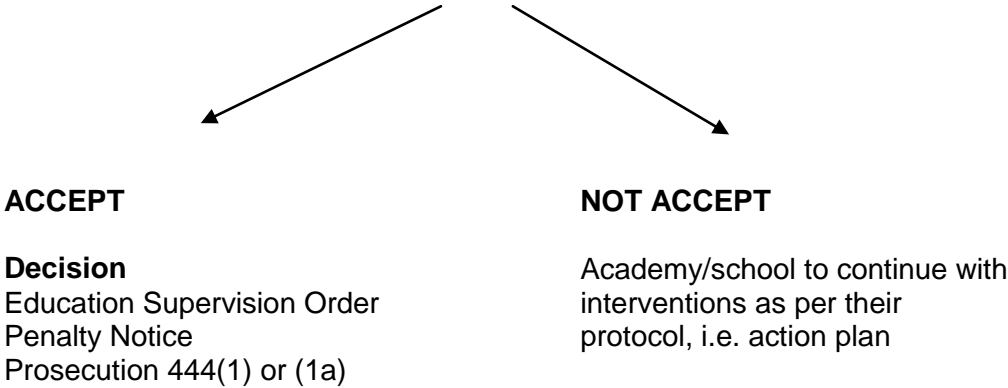 ACCEPT
Decision
Education Supervision Order
Penalty Notice
Prosecution 444(1) or (1a)
NOT ACCEPT
Academy/school to continue with
interventions as per their
protocol, i.e. action plan